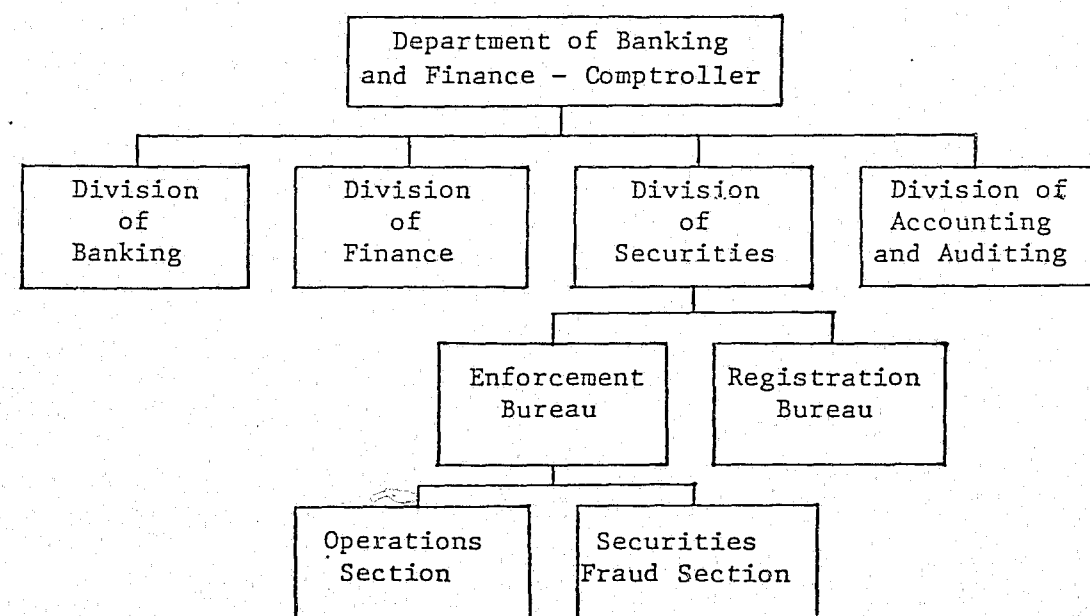 Department of Banking
and Finance - Comptroller
Division
of
Banking
Division
of
Finance
Division
of
Securities
Division of
Accounting
and Auditing
Enforcement
Bureau
Registration
Bureau
Operations
Section
Securities
Fraud Section